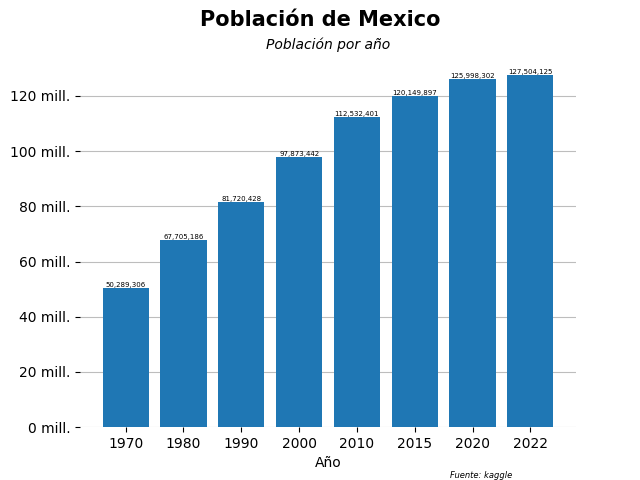 Población de Mexico
Población por año
120 mill.
100 mill.
80 mill.
60 mill.
40 mill.
20 mill.
0 mill.
50,289,306
67,705,186
81,720,428
97,873,442
112,532,401
120,149,897
125,998,302
127,504,125
1970 1980 1990 2000 2010 2015 2020 2022
Año
Fuente: kaggle